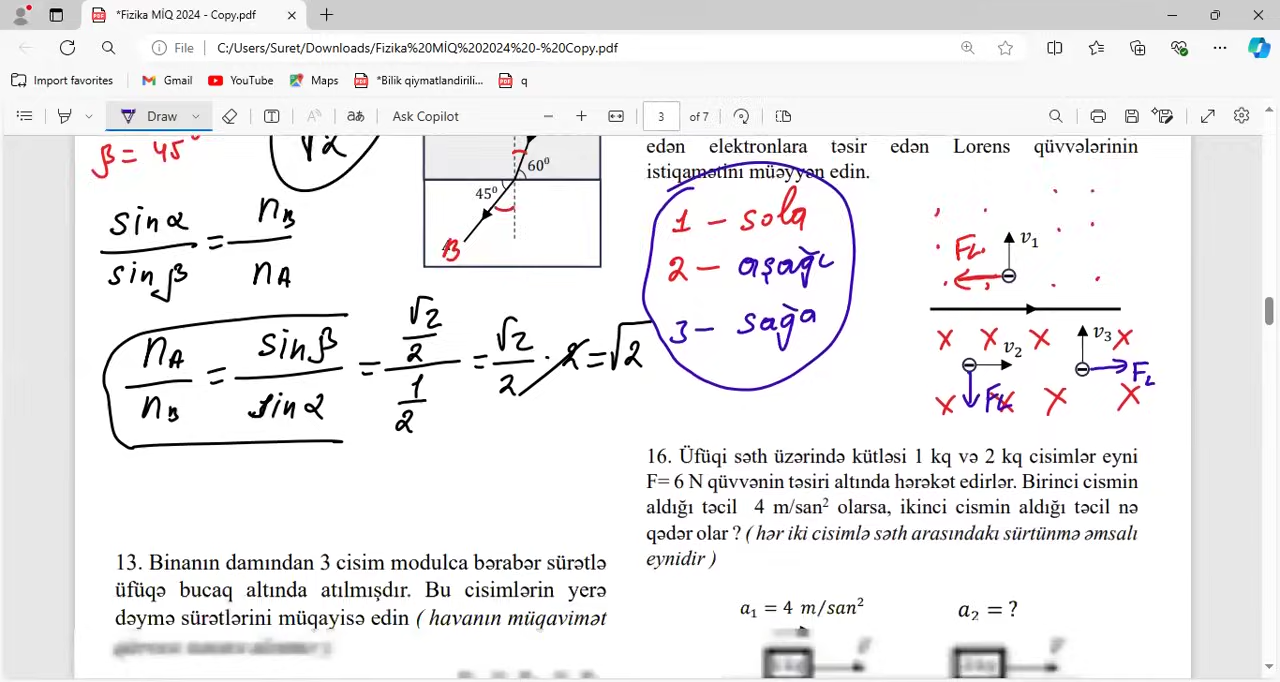 *Fizika MİQ 2024 - Copy.pdf
File C:/Users/Suret/Downloads/Fizika%20MİQ%202024%20-%20Copy.pdf
Import favorites Gmail YouTube Maps *Bilik qiymatlandirili... q
Draw aあ Ask Copilot 3 of 7
β = 45°
√2
60⁰
45⁰
B
sinα / sinβ = nB / nA
nA / nB = sinβ / sinα = (√2/2) / (1/2) = √2/2 · 2 = √2
13. Binanın damından 3 cisim modulca bərabər sürətlə
üfüqə bucaq altında atılmışdır. Bu cisimlərin yerə
dəymə sürətlərini müqayisə edin ( havanın müqavimət
edən elektronlara təsir edən Lorens qüvvələrinin
istiqamətini müəyyən edin.
1 – sola
2 – aşağı
3 – sağa
FL v₁
x x x v₂ v₃ x
FL
x FL x x x
16. Üfüqi səth üzərində kütləsi 1 kq və 2 kq cisimlər eyni
F= 6 N qüvvənin təsiri altında hərəkət edirlər. Birinci cismin
aldığı təcil 4 m/san² olarsa, ikinci cismin aldığı təcil nə
qədər olar ? ( hər iki cisimlə səth arasındakı sürtünmə əmsalı
eynidir )
a₁ = 4 m/san² a₂ = ?